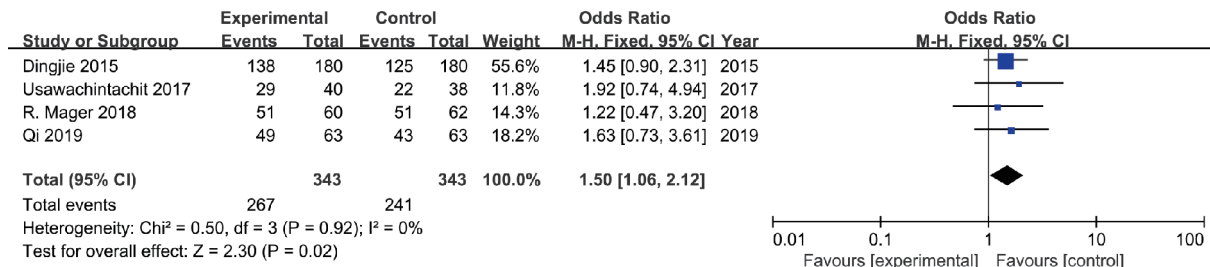 Experimental Control Odds Ratio Odds Ratio
Study or Subgroup Events Total Events Total Weight M-H. Fixed. 95% CI Year M-H. Fixed. 95% CI
Dingjie 2015 138 180 125 180 55.6% 1.45 [0.90, 2.31] 2015
Usawachintachit 2017 29 40 22 38 11.8% 1.92 [0.74, 4.94] 2017
R. Mager 2018 51 60 51 62 14.3% 1.22 [0.47, 3.20] 2018
Qi 2019 49 63 43 63 18.2% 1.63 [0.73, 3.61] 2019
Total (95% CI) 343 343 100.0% 1.50 [1.06, 2.12]
Total events 267 241
Heterogeneity: Chi² = 0.50, df = 3 (P = 0.92); I² = 0%
Test for overall effect: Z = 2.30 (P = 0.02)
0.01 0.1 1 10 100
Favours [experimental] Favours [control]